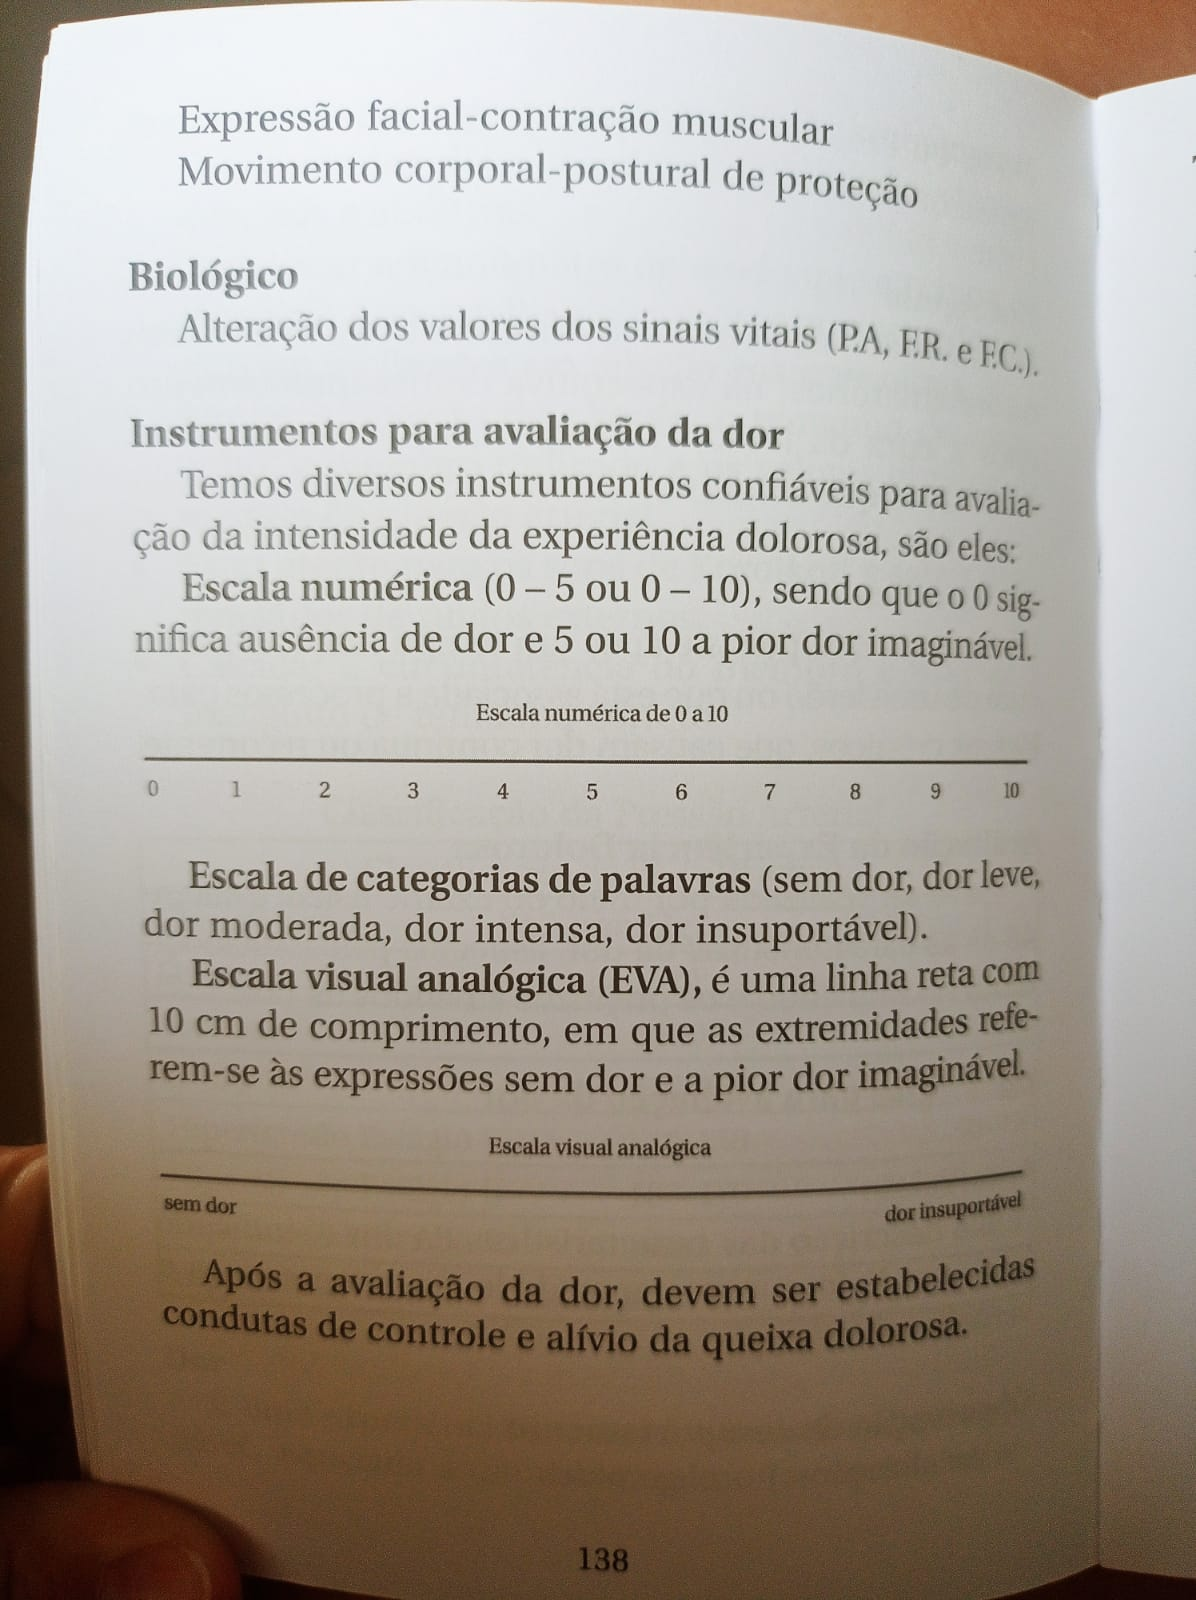 Expressão facial-contração muscular
Movimento corporal-postural de proteção
Biológico
Alteração dos valores dos sinais vitais (P.A, F.R. e F.C.).
Instrumentos para avaliação da dor
Temos diversos instrumentos confiáveis para avalia-
ção da intensidade da experiência dolorosa, são eles:
Escala numérica (0 – 5 ou 0 – 10), sendo que o 0 sig-
nifica ausência de dor e 5 ou 10 a pior dor imaginável.
Escala numérica de 0 a 10
0 1 2 3 4 5 6 7 8 9 10
Escala de categorias de palavras (sem dor, dor leve,
dor moderada, dor intensa, dor insuportável).
Escala visual analógica (EVA), é uma linha reta com
10 cm de comprimento, em que as extremidades refe-
rem-se às expressões sem dor e a pior dor imaginável.
Escala visual analógica
sem dor dor insuportável
Após a avaliação da dor, devem ser estabelecidas
condutas de controle e alívio da queixa dolorosa.
138